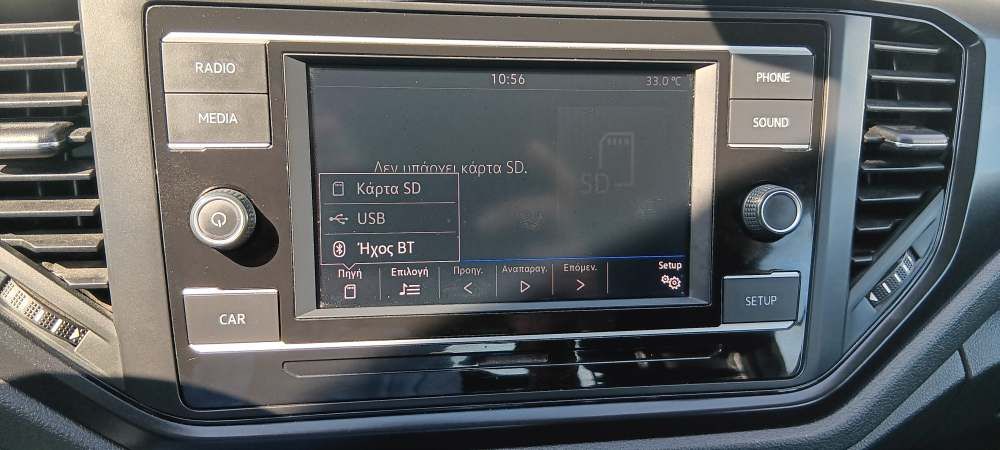 RADIO
MEDIA
CAR
PHONE
SOUND
SETUP
10:56
33.0 °C
Δεν υπάρχει κάρτα SD.
SD
Κάρτα SD
USB
Ήχος BT
Πηγή
Επιλογή
Προηγ.
Αναπαραγ.
Επόμεν.
Setup